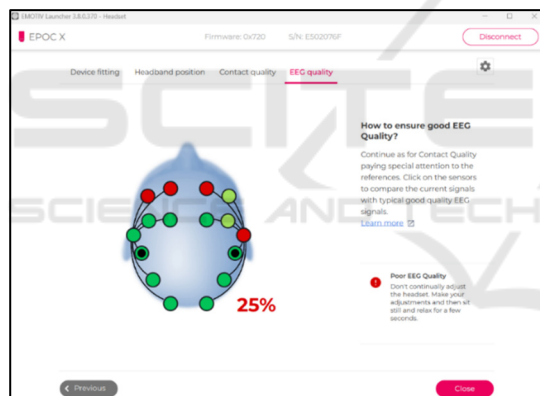 EMOTIV Launcher 3.8.0.370 - Headset
EPOC X
Firmware: 0x720
S/N: E502076F
Disconnect
Device fitting
Headband position
Contact quality
EEG quality
How to ensure good EEG
Quality?
Continue as for Contact Quality
paying special attention to the
references. Click on the sensors
to compare the current signals
with typical good quality EEG
signals.
Learn more
25%
Poor EEG Quality
Don't continually adjust
the headset. Make your
adjustments and then sit
still and relax for a few
seconds.
Previous
Close
SCITE
SCIENCE AND TECH